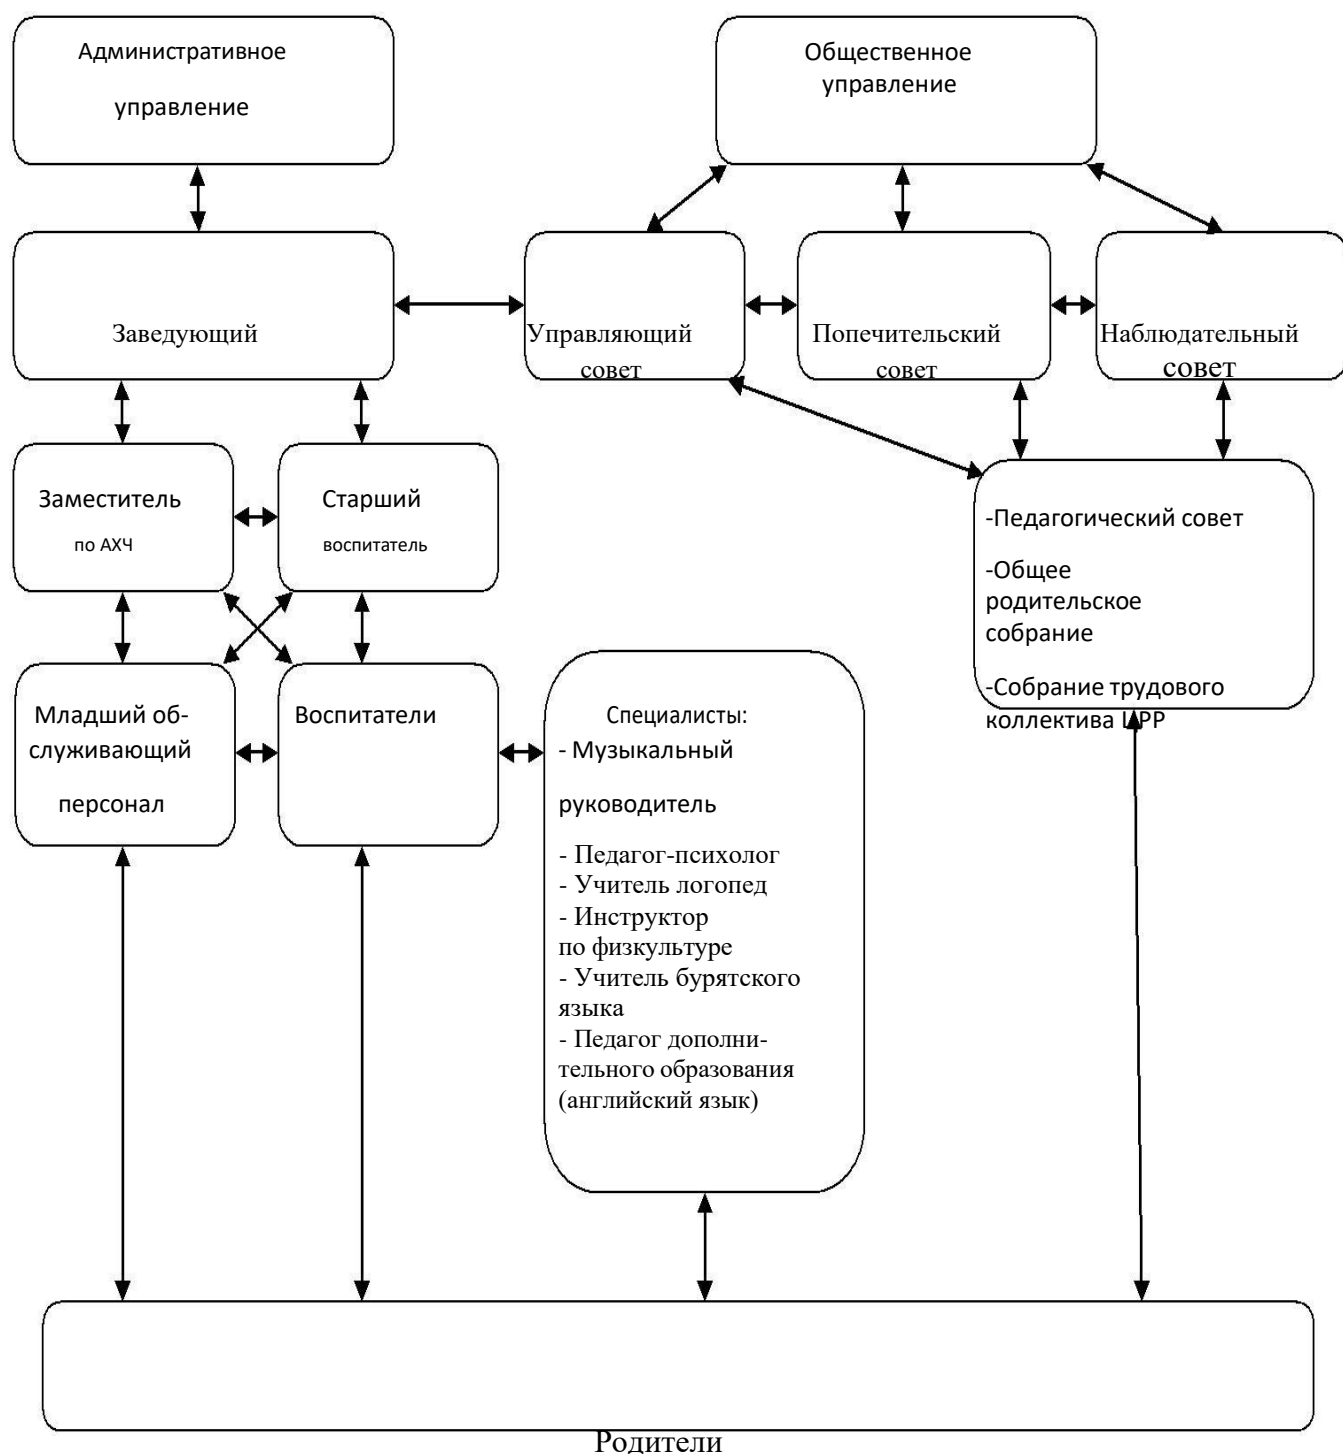 Административное
управление
Общественное
управление
Заведующий
Управляющий
совет
Попечительский
совет
Наблюдательный
совет
Заместитель
по АХЧ
Старший
воспитатель
-Педагогический совет
-Общее
родительское
собрание
-Собрание трудового
коллектива ЦРР
Младший об-
служивающий
персонал
Воспитатели
Специалисты:
- Музыкальный
руководитель
- Педагог-психолог
- Учитель логопед
- Инструктор
по физкультуре
- Учитель бурятского
языка
- Педагог дополни-
тельного образования
(английский язык)
Родители